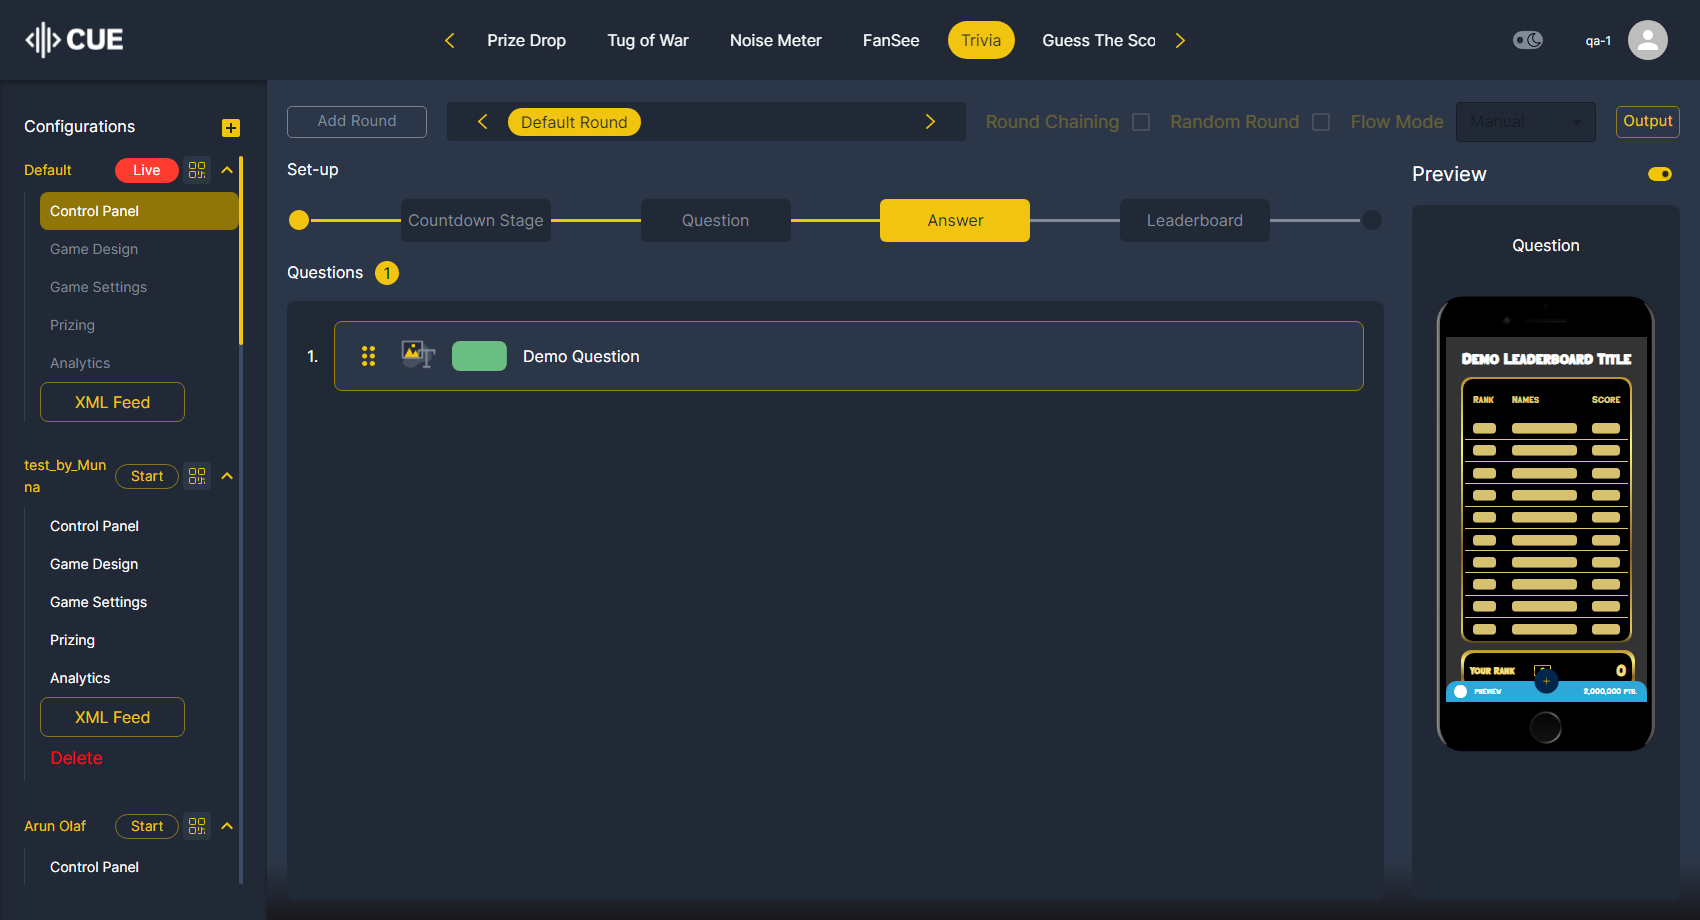 CUE
Prize Drop
Tug of War
Noise Meter
FanSee
Trivia
Guess The Sco
qa-1
Configurations
Default
Live
Control Panel
Game Design
Game Settings
Prizing
Analytics
XML Feed
test_by_Mun
na
Start
Control Panel
Game Design
Game Settings
Prizing
Analytics
XML Feed
Delete
Arun Olaf
Start
Control Panel
Add Round
Default Round
Round Chaining
Random Round
Flow Mode
Manual
Output
Set-up
Countdown Stage
Question
Answer
Leaderboard
Questions 1
1.
Demo Question
Preview
Question
Demo Leaderboard Title
Rank Names Score
Your Rank
0
PREVIEW
2,000,000 PTS.